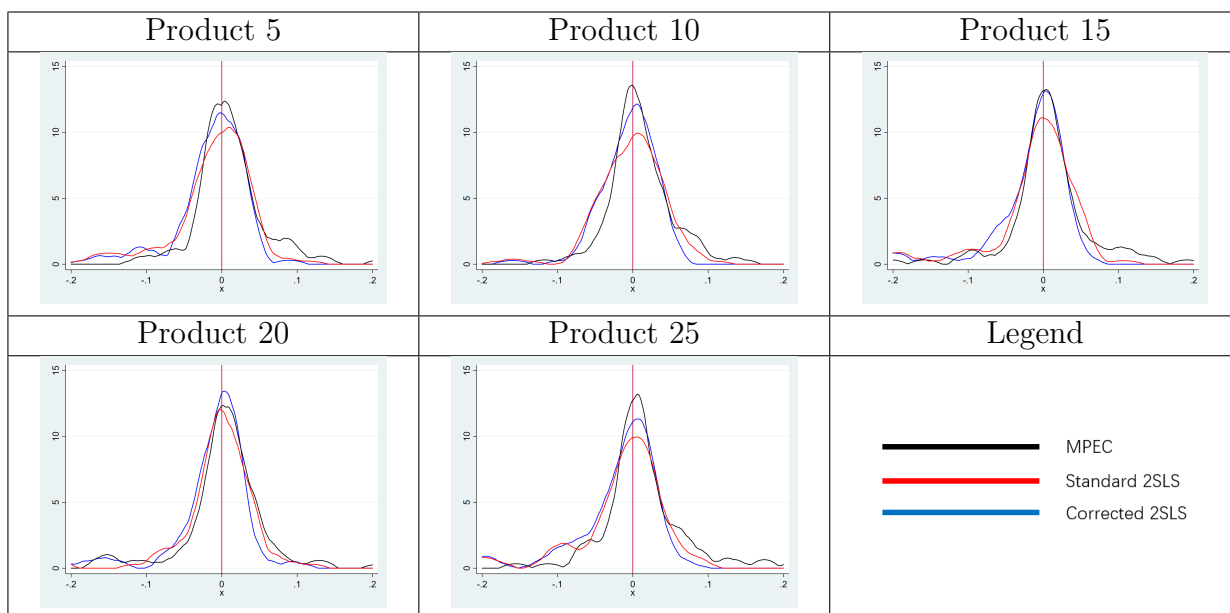 Product 5
Product 10
Product 15
15
10
5
0
-.2 -.1 0 .1 .2
x
15
10
5
0
-.2 -.1 0 .1 .2
x
15
10
5
0
-.2 -.1 0 .1 .2
x
Product 20
Product 25
Legend
15
10
5
0
-.2 -.1 0 .1 .2
x
15
10
5
0
-.2 -.1 0 .1 .2
x
MPEC
Standard 2SLS
Corrected 2SLS